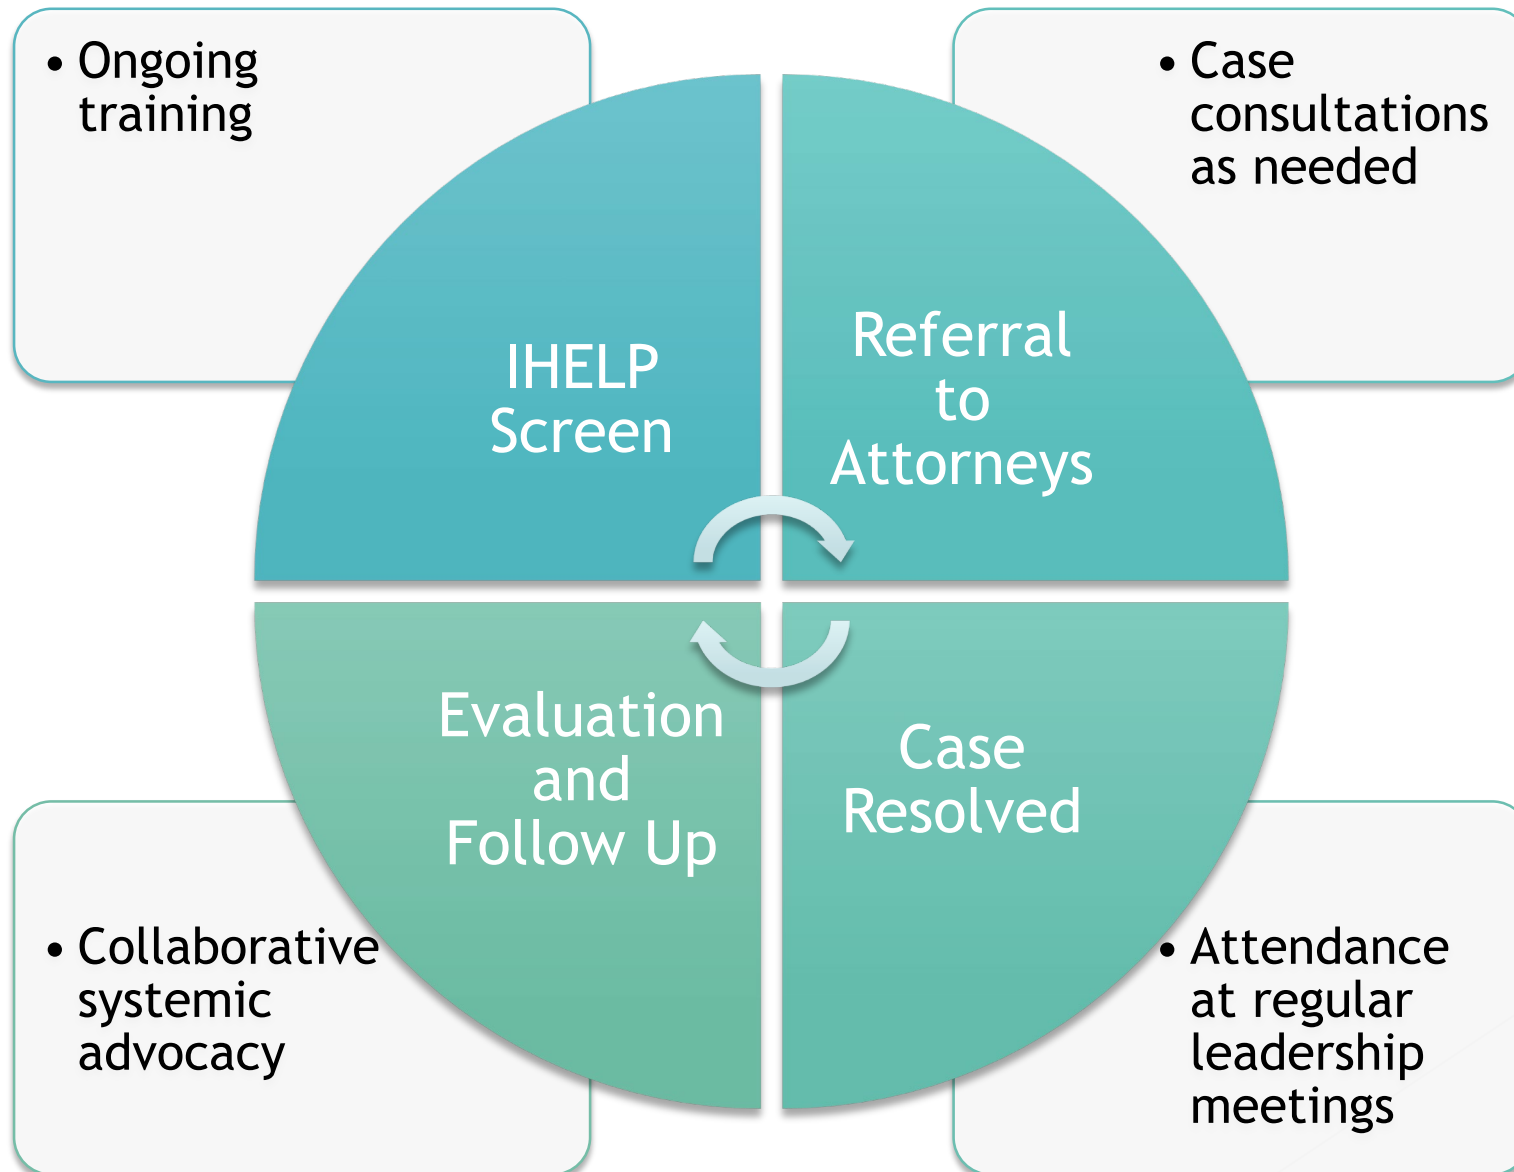 • Ongoing
training
• Case
consultations
as needed
IHELP
Screen
Referral
to
Attorneys
Evaluation
and
Follow Up
Case
Resolved
• Collaborative
systemic
advocacy
• Attendance
at regular
leadership
meetings